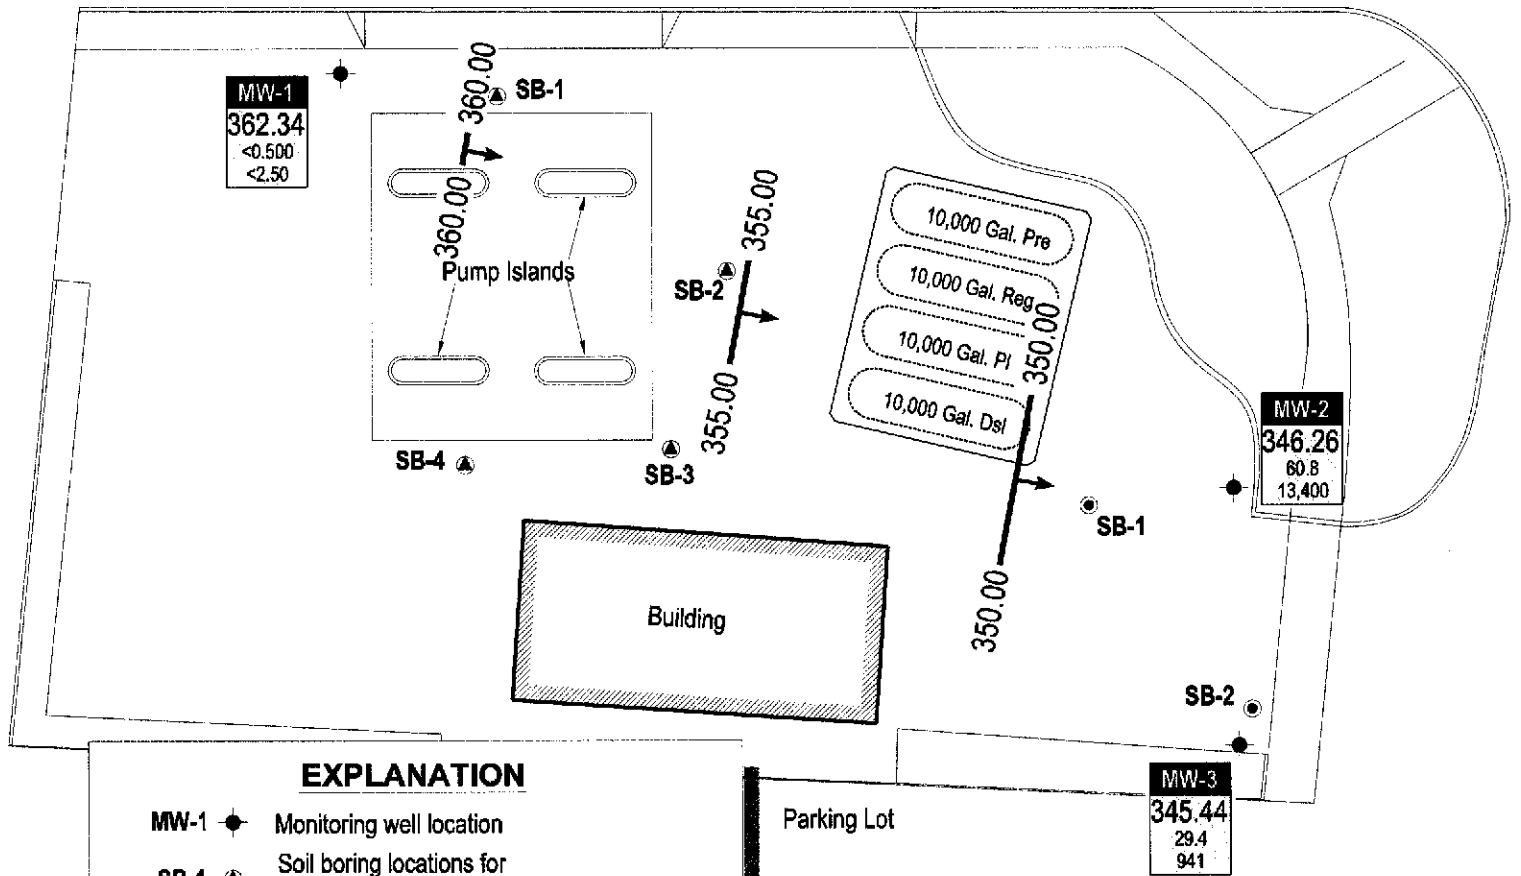 360.00
SB-1
MW-1
362.34
<0.500
<2.50
360.00
355.00
10,000 Gal. Pre
Pump Islands
SB-2
10,000 Gal. Reg
350.00
10,000 Gal. Pl
355.00
10,000 Gal. Dsl
MW-2
346.26
60.8
13,400
SB-4
SB-3
SB-1
350.00
Building
SB-2
EXPLANATION
MW-1 Monitoring well location
Parking Lot
MW-3
345.44
29.4
941
Soil boring locations for